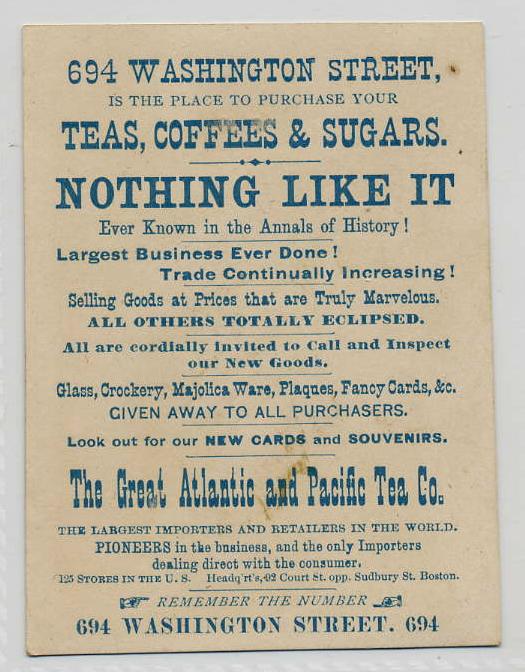 694 WASHINGTON STREET,
IS THE PLACE TO PURCHASE YOUR
TEAS, COFFEES & SUGARS.
NOTHING LIKE IT
Ever Known in the Annals of History!
Largest Business Ever Done!
Trade Continually Increasing!
Selling Goods at Prices that are Truly Marvelous.
ALL OTHERS TOTALLY ECLIPSED.
All are cordially invited to Call and Inspect
our New Goods.
Glass, Crockery, Majolica Ware, Plaques, Fancy Cards, &c.
GIVEN AWAY TO ALL PURCHASERS.
Look out for our NEW CARDS and SOUVENIRS.
The Great Atlantic and Pacific Tea Co.
THE LARGEST IMPORTERS AND RETAILERS IN THE WORLD.
PIONEERS in the business, and the only Importers
dealing direct with the consumer.
125 STORES IN THE U. S. Headq'rt's, 92 Court St. opp. Sudbury St. Boston.
REMEMBER THE NUMBER
694 WASHINGTON STREET. 694